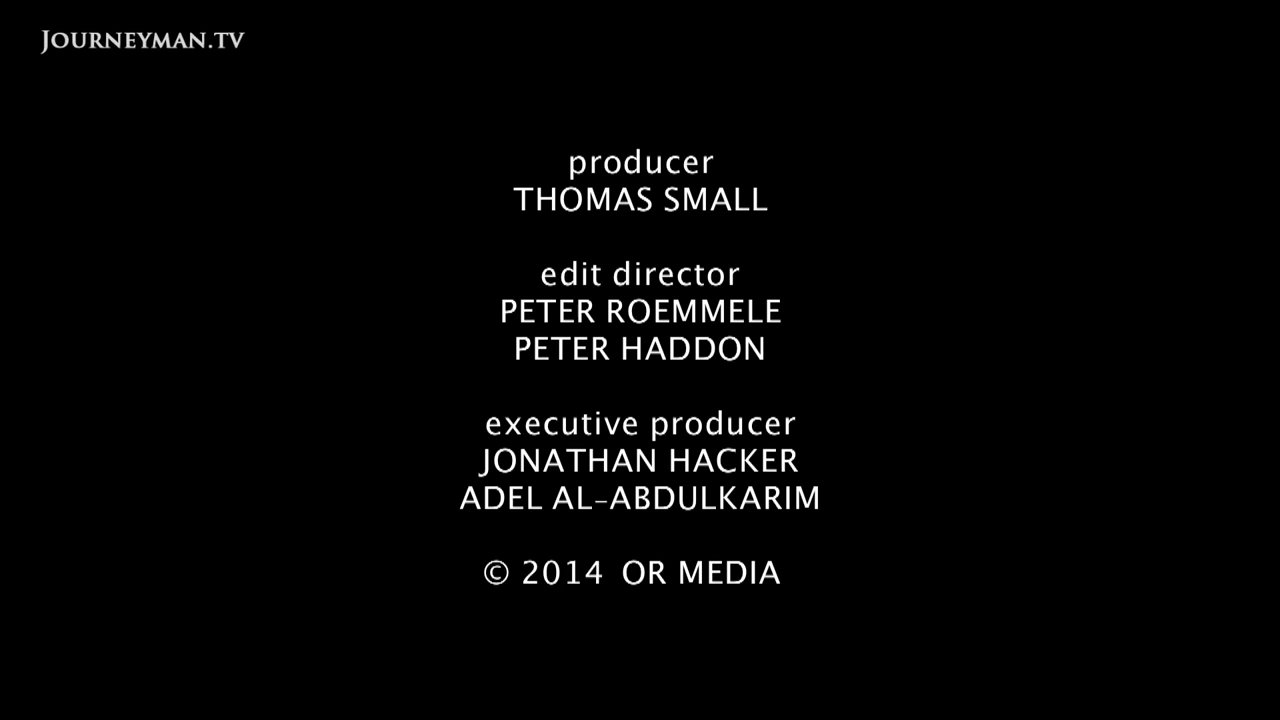 JOURNEYMAN.TV
producer
THOMAS SMALL
edit director
PETER ROEMMELE
PETER HADDON
executive producer
JONATHAN HACKER
ADEL AL-ABDULKARIM
© 2014 OR MEDIA